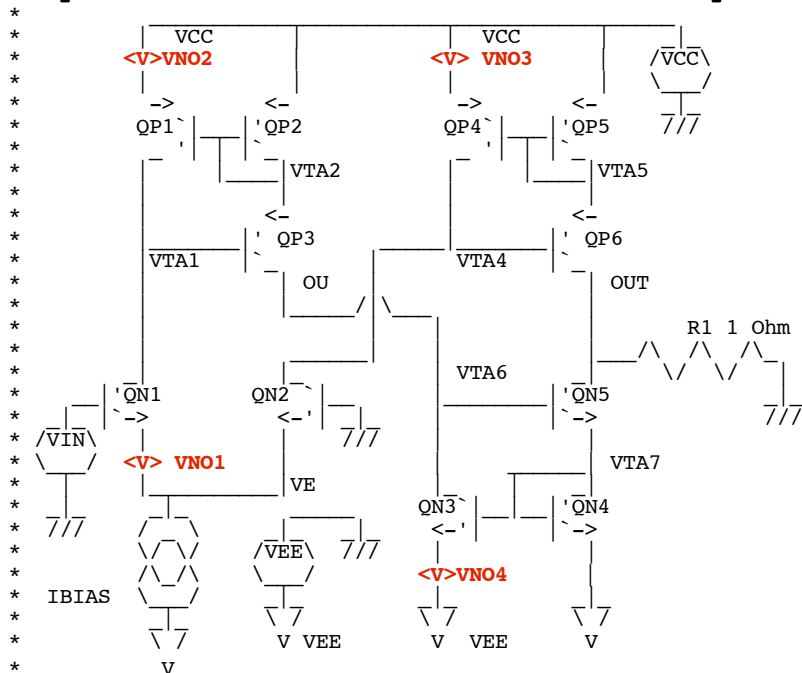 VCC VCC
<V>VNO2 <V> VNO3 VCC
-> <- -> <-
QP1 QP2 QP4 QP5
VTA2 VTA5
<- <-
QP3 QP6
VTA1 VTA4
OU OUT
R1 1 Ohm
VTA6
QN1 QN2 QN5
-> <- ->
VIN
<V> VNO1 VTA7
VE
QN3 QN4
<- ->
VEE
<V>VNO4
IBIAS
V VEE V VEE V
V